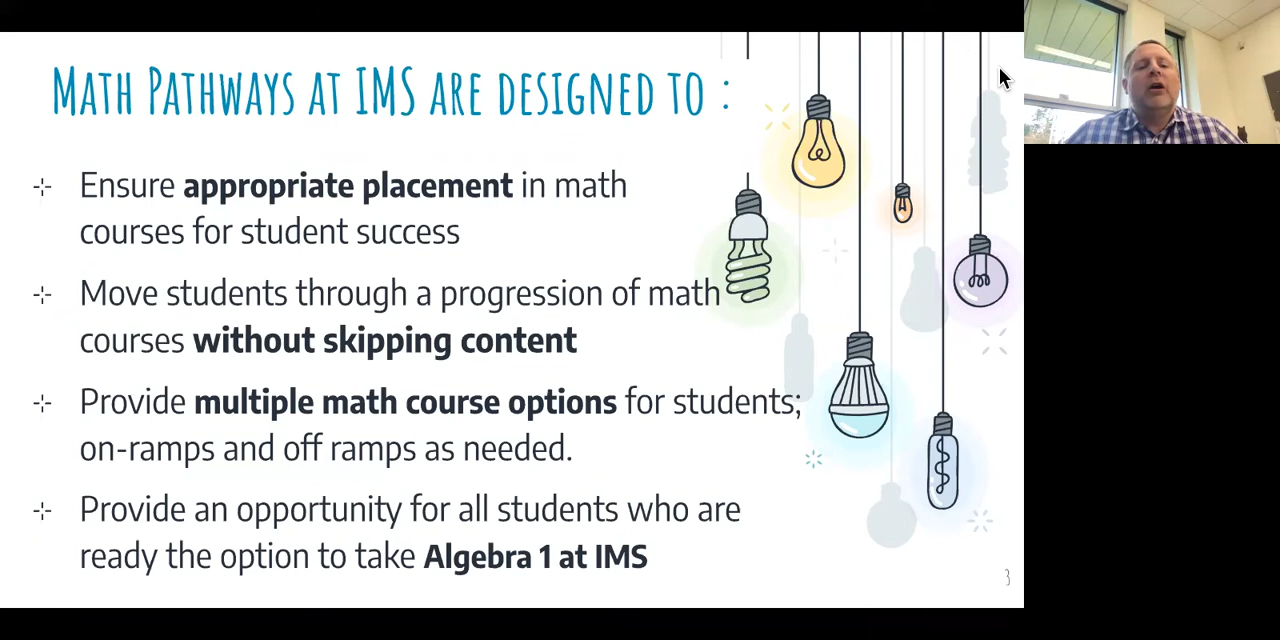 Math Pathways at IMS are designed to :
Ensure appropriate placement in math
courses for student success
Move students through a progression of math
courses without skipping content
Provide multiple math course options for students;
on-ramps and off ramps as needed.
Provide an opportunity for all students who are
ready the option to take Algebra 1 at IMS
3